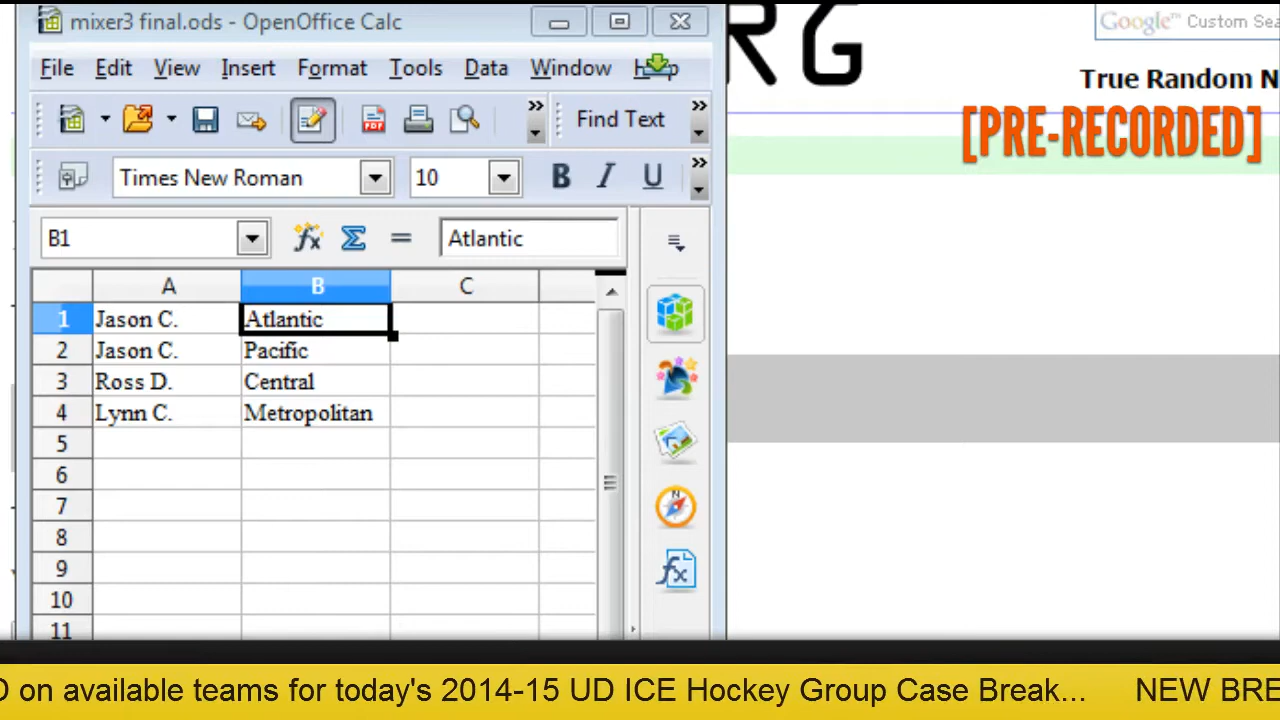 mixer3 final.ods - OpenOffice Calc
Google™ Custom Sea
RG
True Random N
[PRE-RECORDED]
File Edit View Insert Format Tools Data Window Help
Find Text
Times New Roman 10 B I U
B1 Atlantic
A B C
1 Jason C. Atlantic
2 Jason C. Pacific
3 Ross D. Central
4 Lynn C. Metropolitan
5
6
7
8
9
10
11
on available teams for today's 2014-15 UD ICE Hockey Group Case Break... NEW BRE